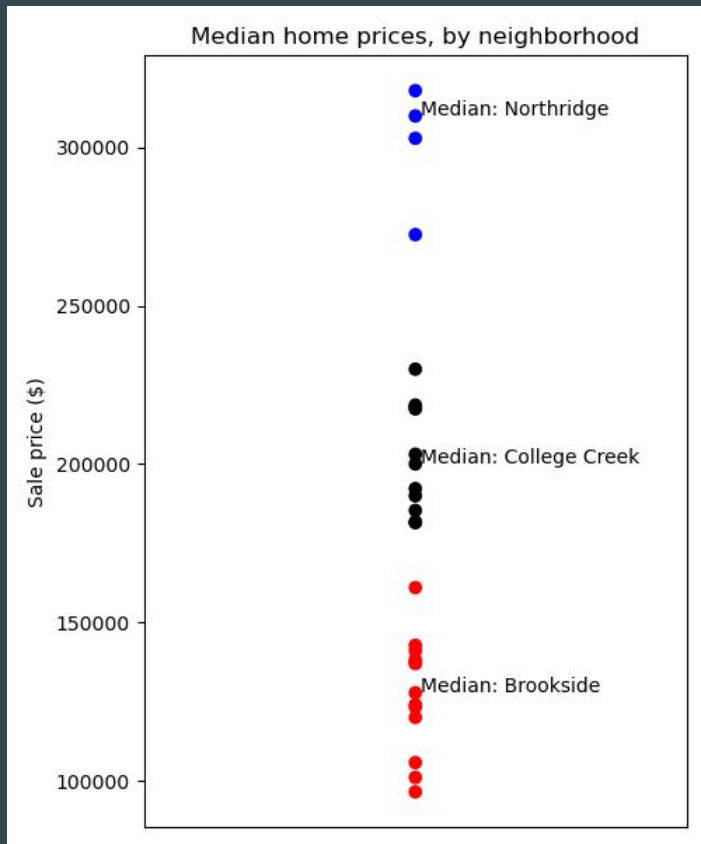 Median home prices, by neighborhood
Median: Northridge
300000
250000
Sale price ($)
200000
Median: College Creek
150000
Median: Brookside
100000